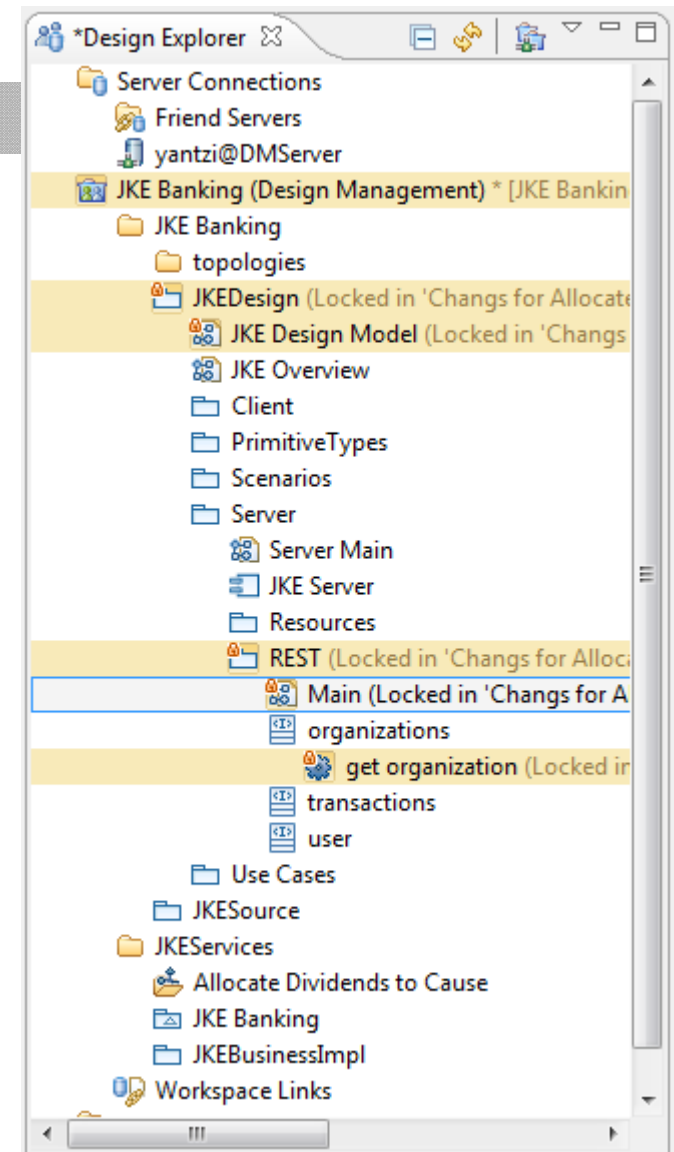 *Design Explorer
Server Connections
Friend Servers
yantzi@DMServer
JKE Banking (Design Management) * [JKE Bankin
JKE Banking
topologies
JKEDesign (Locked in 'Changs for Allocate
JKE Design Model (Locked in 'Changs
JKE Overview
Client
PrimitiveTypes
Scenarios
Server
Server Main
JKE Server
Resources
REST (Locked in 'Changs for Alloca
Main (Locked in 'Changs for A
organizations
get organization (Locked in
transactions
user
Use Cases
JKESource
JKEServices
Allocate Dividends to Cause
JKE Banking
JKEBusinessImpl
Workspace Links